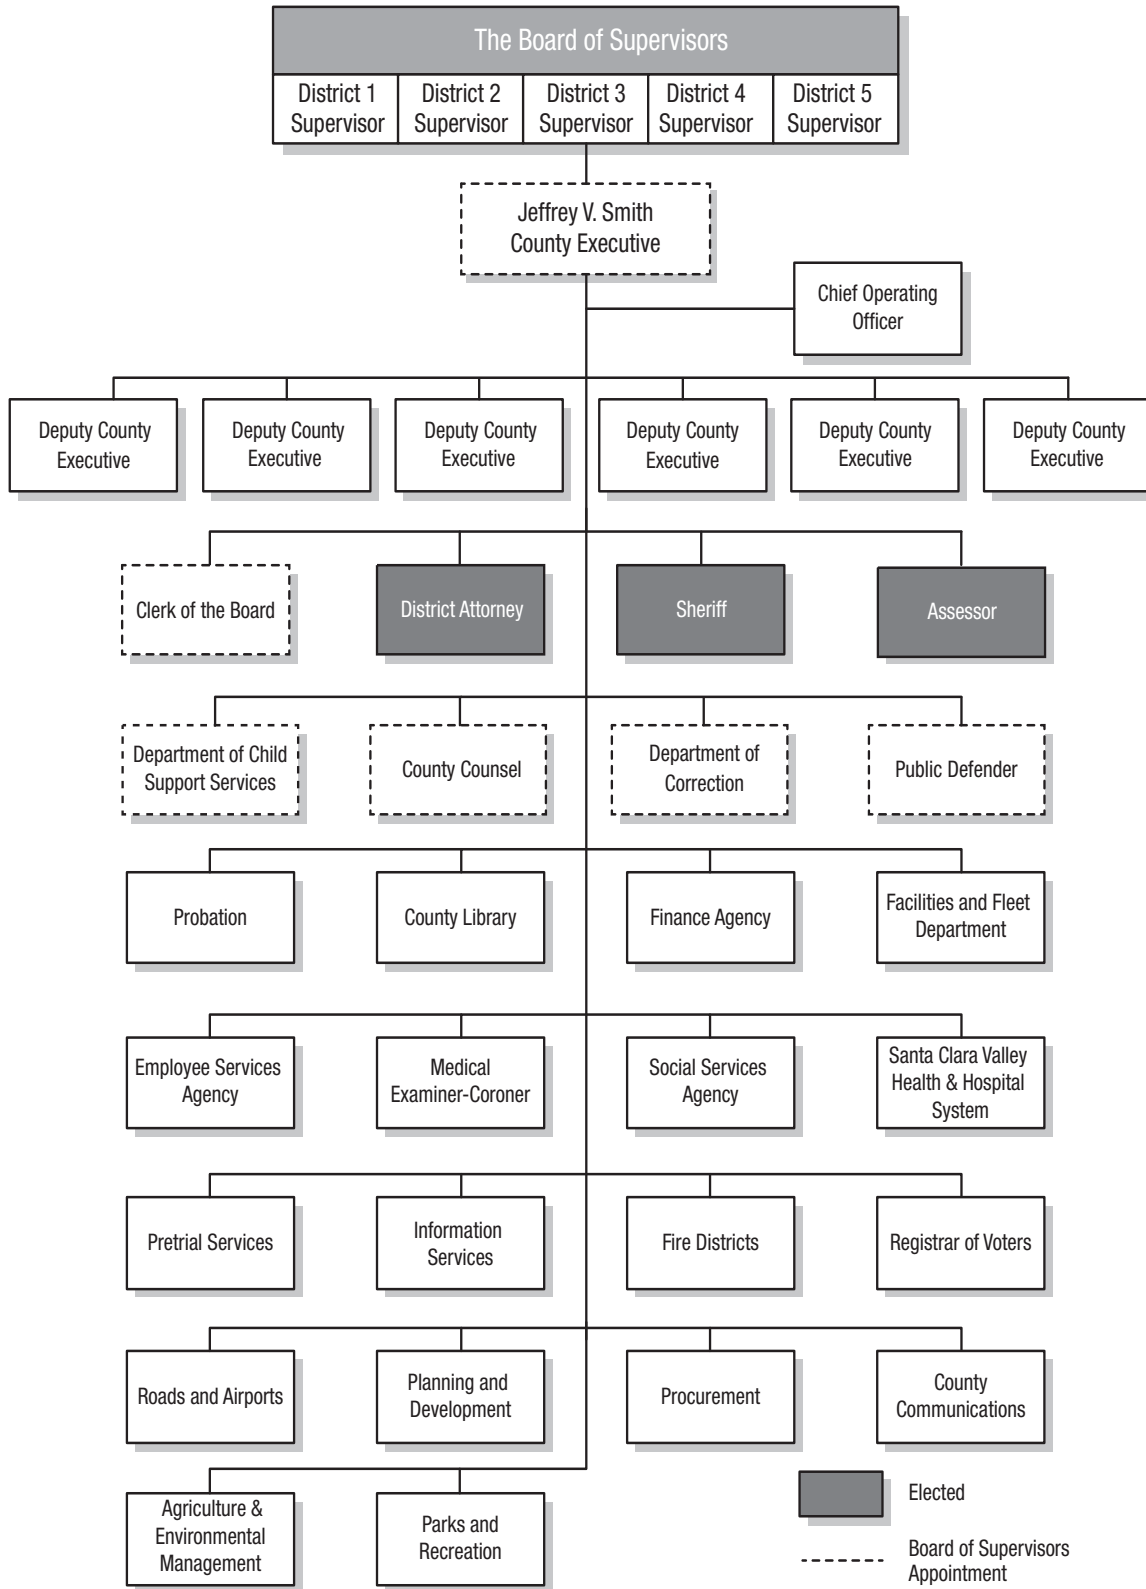 The Board of Supervisors
District 1
Supervisor
District 2
Supervisor
District 3
Supervisor
District 4
Supervisor
District 5
Supervisor
Jeffrey V. Smith
County Executive
Chief Operating
Officer
Deputy County
Executive
Deputy County
Executive
Deputy County
Executive
Deputy County
Executive
Deputy County
Executive
Deputy County
Executive
Clerk of the Board
District Attorney
Sheriff
Assessor
Department of Child
Support Services
County Counsel
Department of
Correction
Public Defender
Probation
County Library
Finance Agency
Facilities and Fleet
Department
Employee Services
Agency
Medical
Examiner-Coroner
Social Services
Agency
Santa Clara Valley
Health & Hospital
System
Pretrial Services
Information
Services
Fire Districts
Registrar of Voters
Roads and Airports
Planning and
Development
Procurement
County
Communications
Agriculture &
Environmental
Management
Parks and
Recreation
Elected
Board of Supervisors
Appointment